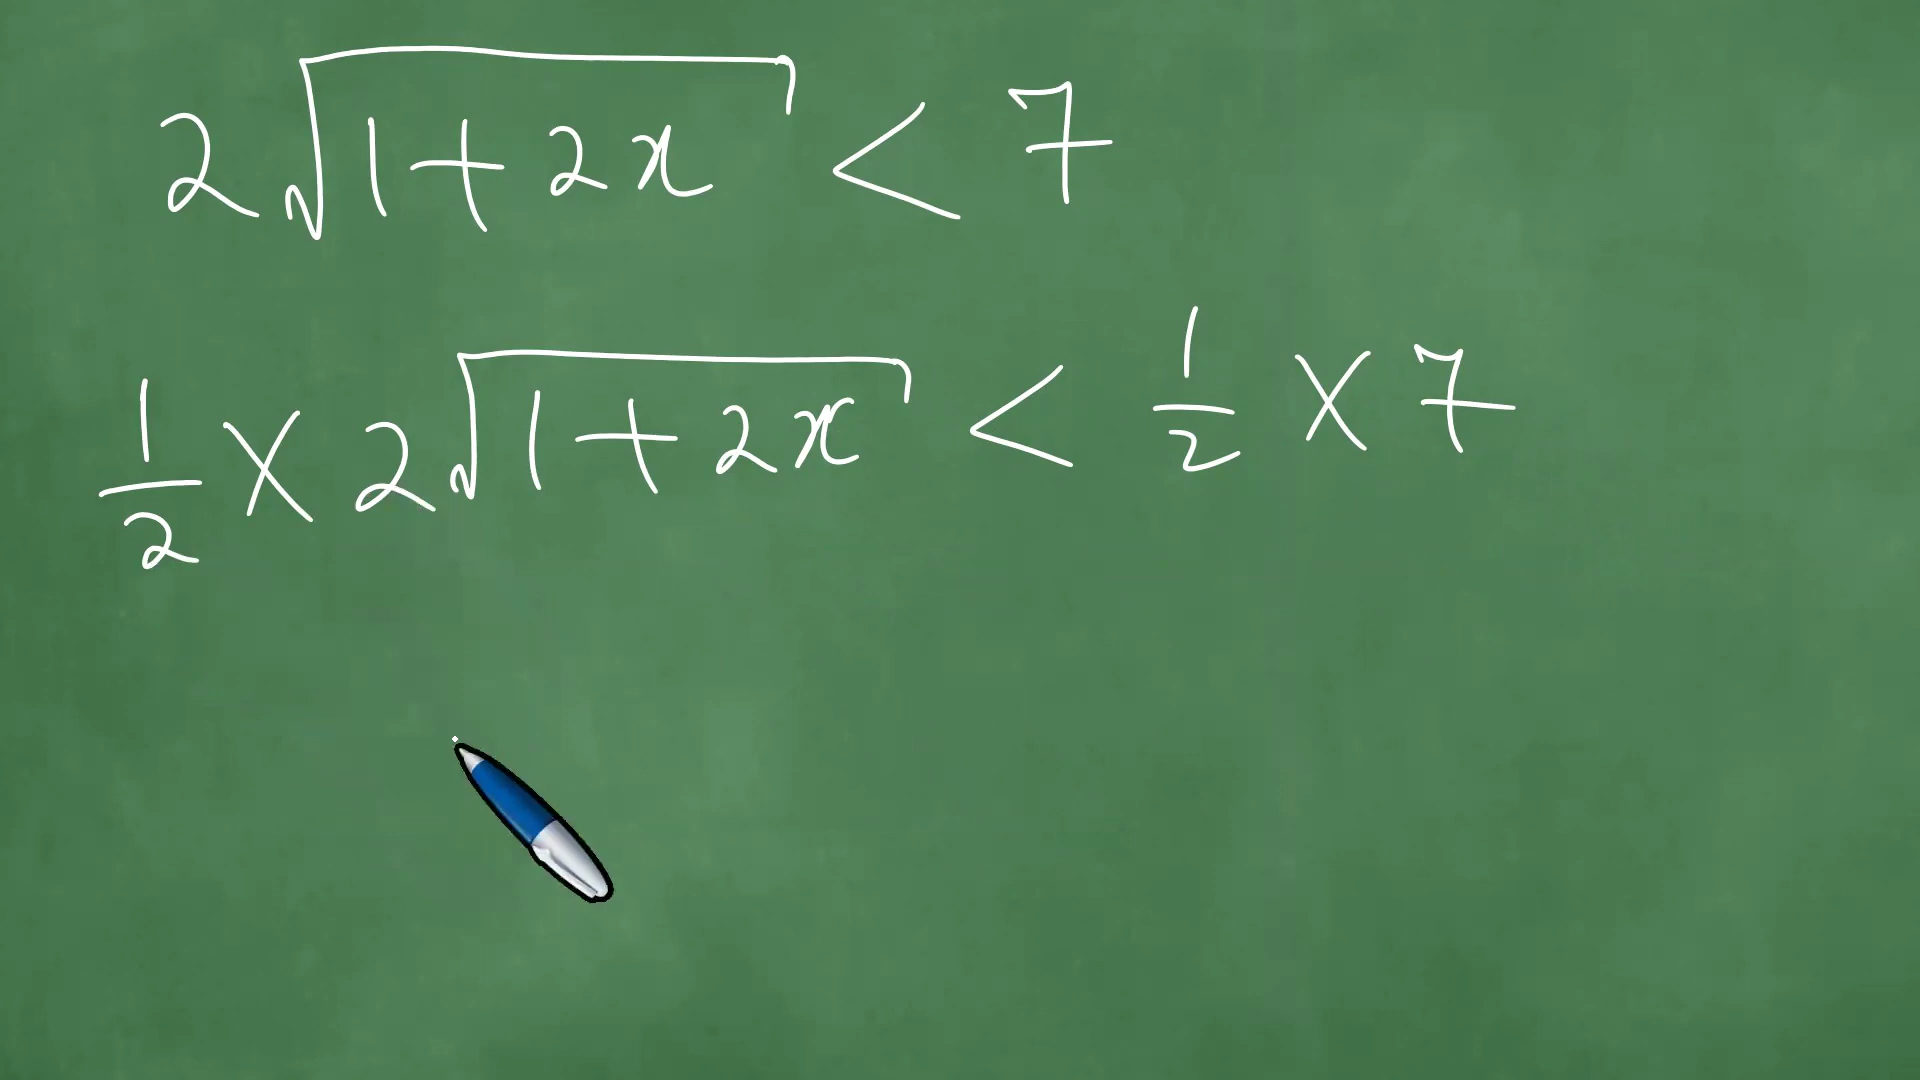 2√(1+2x) < 7
1/2 × 2√(1+2x) < 1/2 × 7